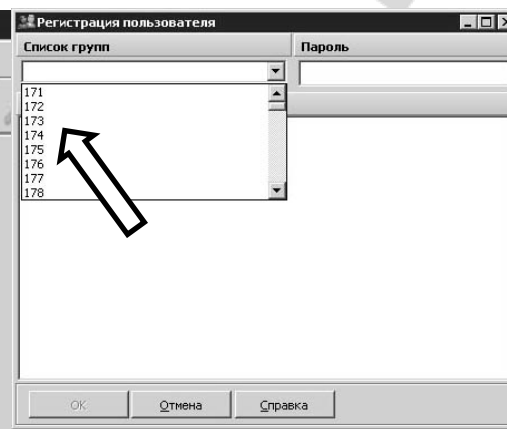 Регистрация пользователя
Список групп
Пароль
171
172
173
174
175
176
177
178
OK
Отмена
Справка